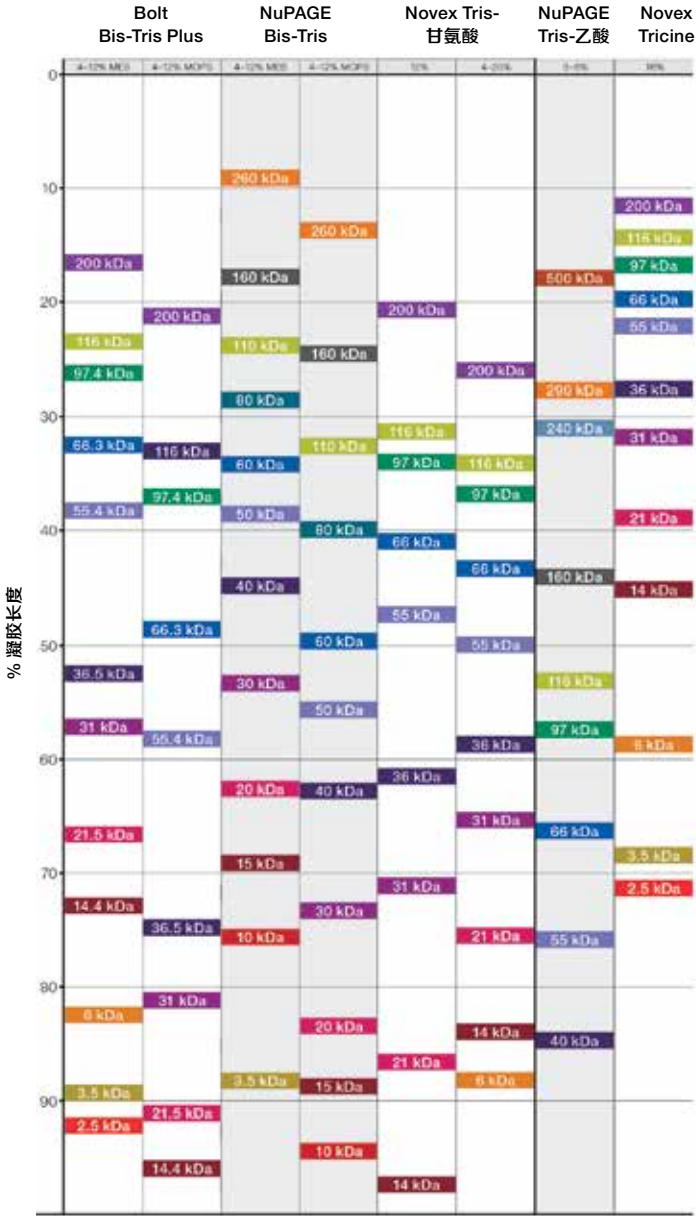 Bolt
Bis-Tris Plus
NuPAGE
Bis-Tris
Novex Tris-
甘氨酸
NuPAGE
Tris-乙酸
Novex
Tricine
% 凝胶长度
0
10
20
30
40
50
60
70
80
90
4–12% MES
200 kDa
116 kDa
97.4 kDa
66.3 kDa
55.4 kDa
36.5 kDa
31 kDa
21.5 kDa
14.4 kDa
6 kDa
3.5 kDa
2.5 kDa
4–12% MOPS
200 kDa
116 kDa
97.4 kDa
66.3 kDa
55.4 kDa
36.5 kDa
31 kDa
21.5 kDa
14.4 kDa
4–12% MES
260 kDa
160 kDa
110 kDa
80 kDa
60 kDa
50 kDa
40 kDa
30 kDa
20 kDa
15 kDa
10 kDa
3.5 kDa
4–12% MOPS
260 kDa
160 kDa
110 kDa
80 kDa
60 kDa
50 kDa
40 kDa
30 kDa
20 kDa
15 kDa
10 kDa
12%
200 kDa
116 kDa
97 kDa
66 kDa
55 kDa
36 kDa
31 kDa
21 kDa
14 kDa
4–20%
200 kDa
116 kDa
97 kDa
66 kDa
55 kDa
36 kDa
31 kDa
21 kDa
14 kDa
6 kDa
3–8%
500 kDa
290 kDa
240 kDa
160 kDa
116 kDa
97 kDa
66 kDa
55 kDa
40 kDa
16%
200 kDa
116 kDa
97 kDa
66 kDa
55 kDa
36 kDa
31 kDa
21 kDa
14 kDa
6 kDa
3.5 kDa
2.5 kDa